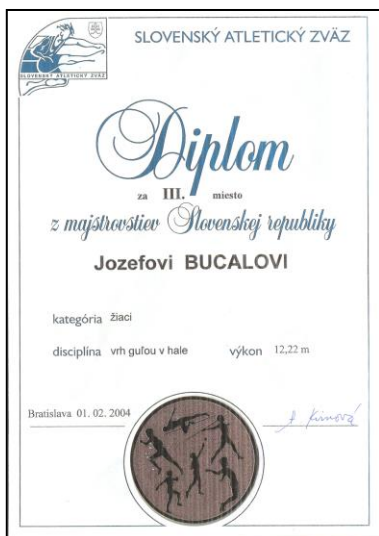 SLOVENSKÝ ATLETICKÝ ZVÄZ
SLOVENSKÝ ATLETICKÝ ZVÄZ
Diplom
za III. miesto
z majstrovstiev Slovenskej republiky
Jozefovi BUCALOVI
kategória žiaci
disciplína vrh guľou v hale výkon 12,22 m
Bratislava 01. 02. 2004